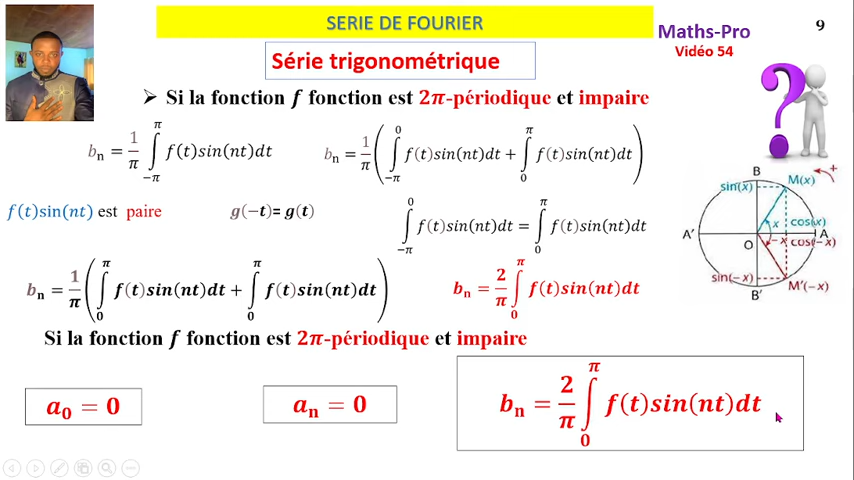 SERIE DE FOURIER
Maths-Pro
9
Vidéo 54
Série trigonométrique
➢ Si la fonction f fonction est 2π-périodique et impaire
bₙ = 1/π ∫_{-π}^{π} f(t)sin(nt)dt
bₙ = 1/π ( ∫_{-π}^{0} f(t)sin(nt)dt + ∫_{0}^{π} f(t)sin(nt)dt )
f(t)sin(nt) est paire
g(−t)= g(t)
∫_{-π}^{0} f(t)sin(nt)dt = ∫_{0}^{π} f(t)sin(nt)dt
B
+
sin(x)
M(x)
x
cos(x)
A'
O
A
−x
cos(−x)
sin(−x)
M'(−x)
B'
bₙ = 1/π ( ∫_{0}^{π} f(t)sin(nt)dt + ∫_{0}^{π} f(t)sin(nt)dt )
bₙ = 2/π ∫_{0}^{π} f(t)sin(nt)dt
Si la fonction f fonction est 2π-périodique et impaire
a₀ = 0
aₙ = 0
bₙ = 2/π ∫_{0}^{π} f(t)sin(nt)dt